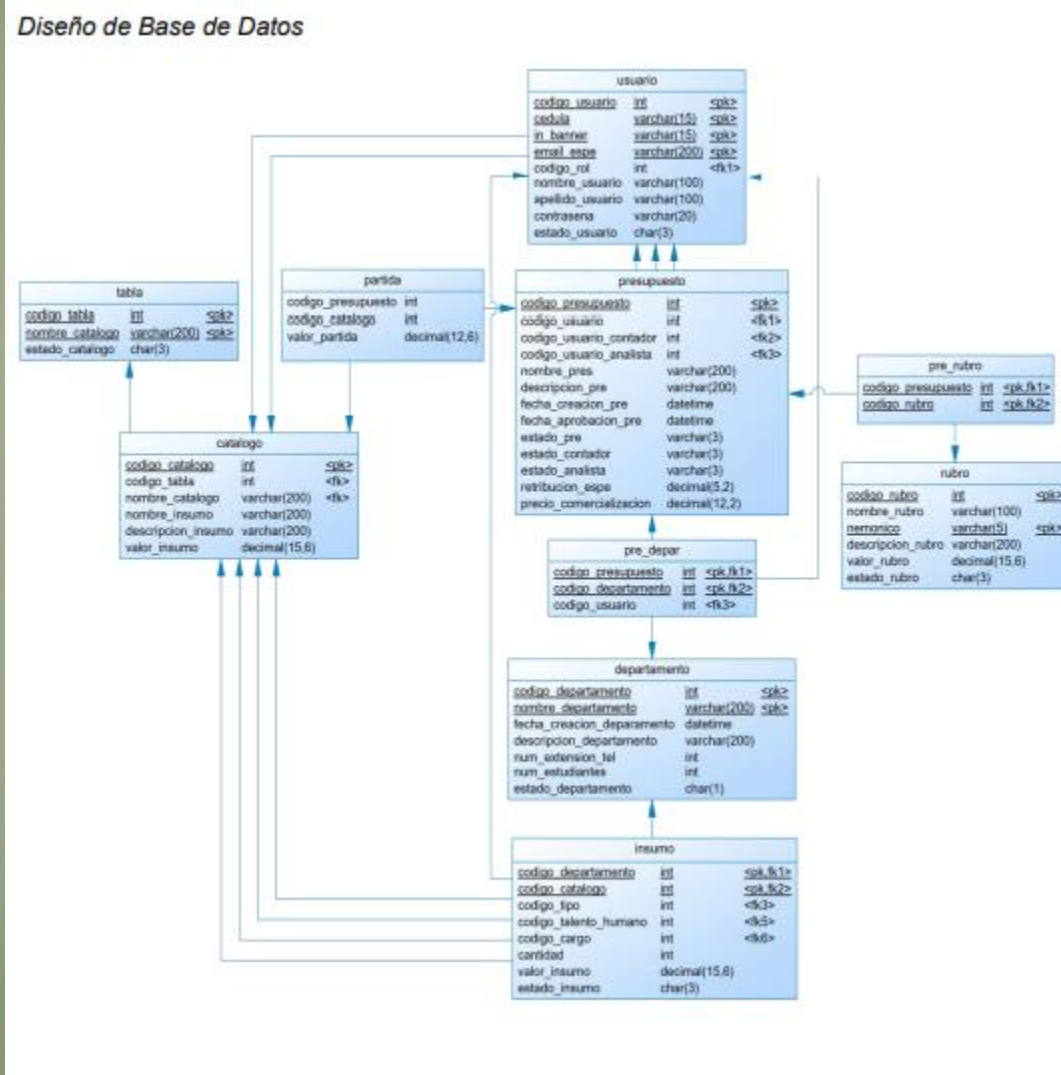 Diseño de Base de Datos
usuario
codigo_usuario int <pk>
cedula varchar(15) <pk>
in_banner varchar(15) <pk>
email_espe varchar(200) <pk>
codigo_rol int <fk1>
nombre_usuario varchar(100)
apellido_usuario varchar(100)
contrasena varchar(20)
estado_usuario char(3)
tabla
codigo_tabla int <pk>
nombre_catalogo varchar(200) <pk>
estado_catalogo char(3)
partida
codigo_presupuesto int
codigo_catalogo int
valor_partida decimal(12,6)
presupuesto
codigo_presupuesto int <pk>
codigo_usuario int <fk1>
codigo_usuario_contador int <fk2>
codigo_usuario_analista int <fk3>
nombre_pres varchar(200)
descripcion_pre varchar(200)
fecha_creacion_pre datetime
fecha_aprobacion_pre datetime
estado_pre varchar(3)
estado_contador varchar(3)
estado_analista varchar(3)
retribucion_espe decimal(5,2)
precio_comercializacion decimal(12,2)
pre_rubro
codigo_presupuesto int <pk,fk1>
codigo_rubro int <pk,fk2>
catalogo
codigo_catalogo int <pk>
codigo_tabla int <fk>
nombre_catalogo varchar(200) <fk>
nombre_insumo varchar(200)
descripcion_insumo varchar(200)
valor_insumo decimal(15,6)
rubro
codigo_rubro int <pk>
nombre_rubro varchar(100)
nemonico varchar(5) <pk>
descripcion_rubro varchar(200)
valor_rubro decimal(15,6)
estado_rubro char(3)
pre_depar
codigo_presupuesto int <pk,fk1>
codigo_departamento int <pk,fk2>
codigo_usuario int <fk3>
departamento
codigo_departamento int <pk>
nombre_departamento varchar(200) <pk>
fecha_creacion_deparamento datetime
descripcion_departamento varchar(200)
num_extension_tel int
num_estudiantes int
estado_departamento char(1)
insumo
codigo_departamento int <pk,fk1>
codigo_catalogo int <pk,fk2>
codigo_tipo int <fk3>
codigo_talento_humano int <fk5>
codigo_cargo int <fk6>
cantidad int
valor_insumo decimal(15,6)
estado_insumo char(3)